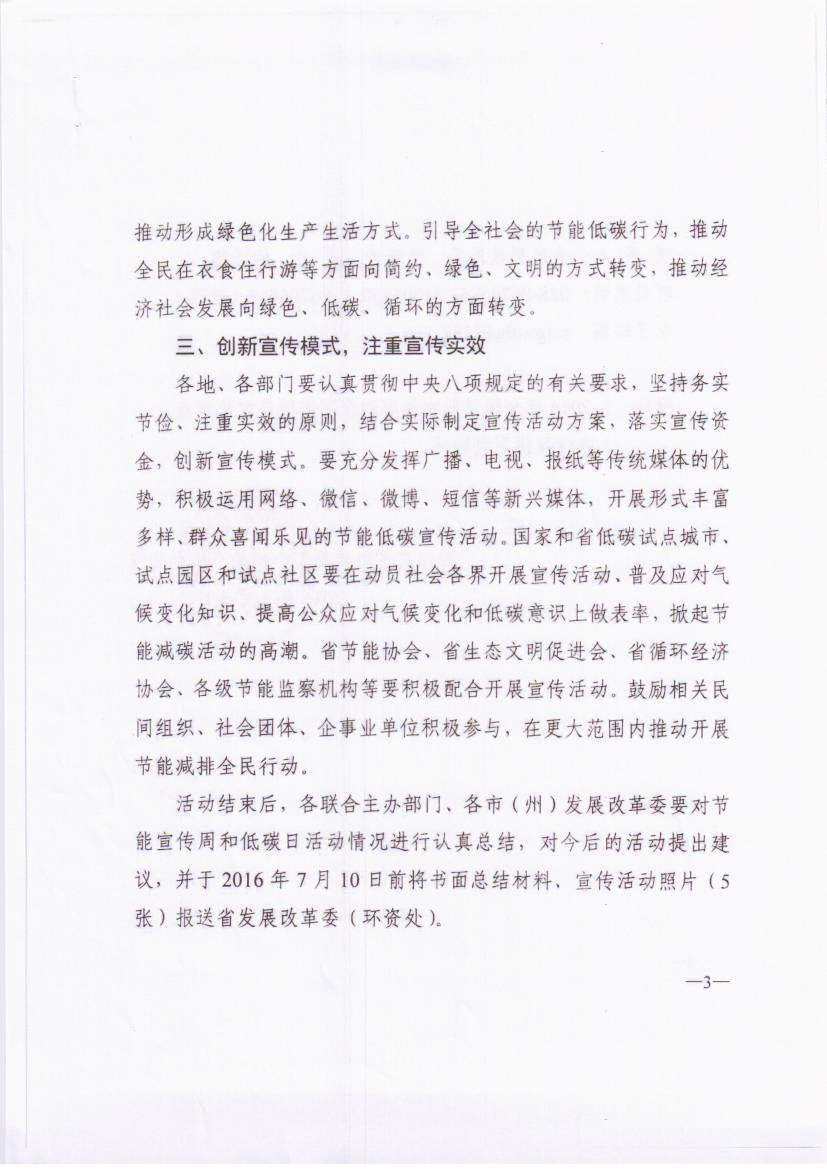 推动形成绿色化生产生活方式。引导全社会的节能低碳行为，推动
全民在衣食住行游等方面向简约、绿色、文明的方式转变，推动经
济社会发展向绿色、低碳、循环的方面转变。
三、创新宣传模式，注重宣传实效
各地、各部门要认真贯彻中央八项规定的有关要求，坚持务实
节俭、注重实效的原则，结合实际制定宣传活动方案，落实宣传资
金，创新宣传模式。要充分发挥广播、电视、报纸等传统媒体的优
势，积极运用网络、微信、微博、短信等新兴媒体，开展形式丰富
多样、群众喜闻乐见的节能低碳宣传活动。国家和省低碳试点城市、
试点园区和试点社区要在动员社会各界开展宣传活动、普及应对气
候变化知识、提高公众应对气候变化和低碳意识上做表率，掀起节
能减碳活动的高潮。省节能协会、省生态文明促进会、省循环经济
协会、各级节能监察机构等要积极配合开展宣传活动。鼓励相关民
间组织、社会团体、企事业单位积极参与，在更大范围内推动开展
节能减排全民行动。
活动结束后，各联合主办部门、各市（州）发展改革委要对节
能宣传周和低碳日活动情况进行认真总结，对今后的活动提出建
议，并于 2016 年 7 月 10 日前将书面总结材料、宣传活动照片（5
张）报送省发展改革委（环资处）。
—3—